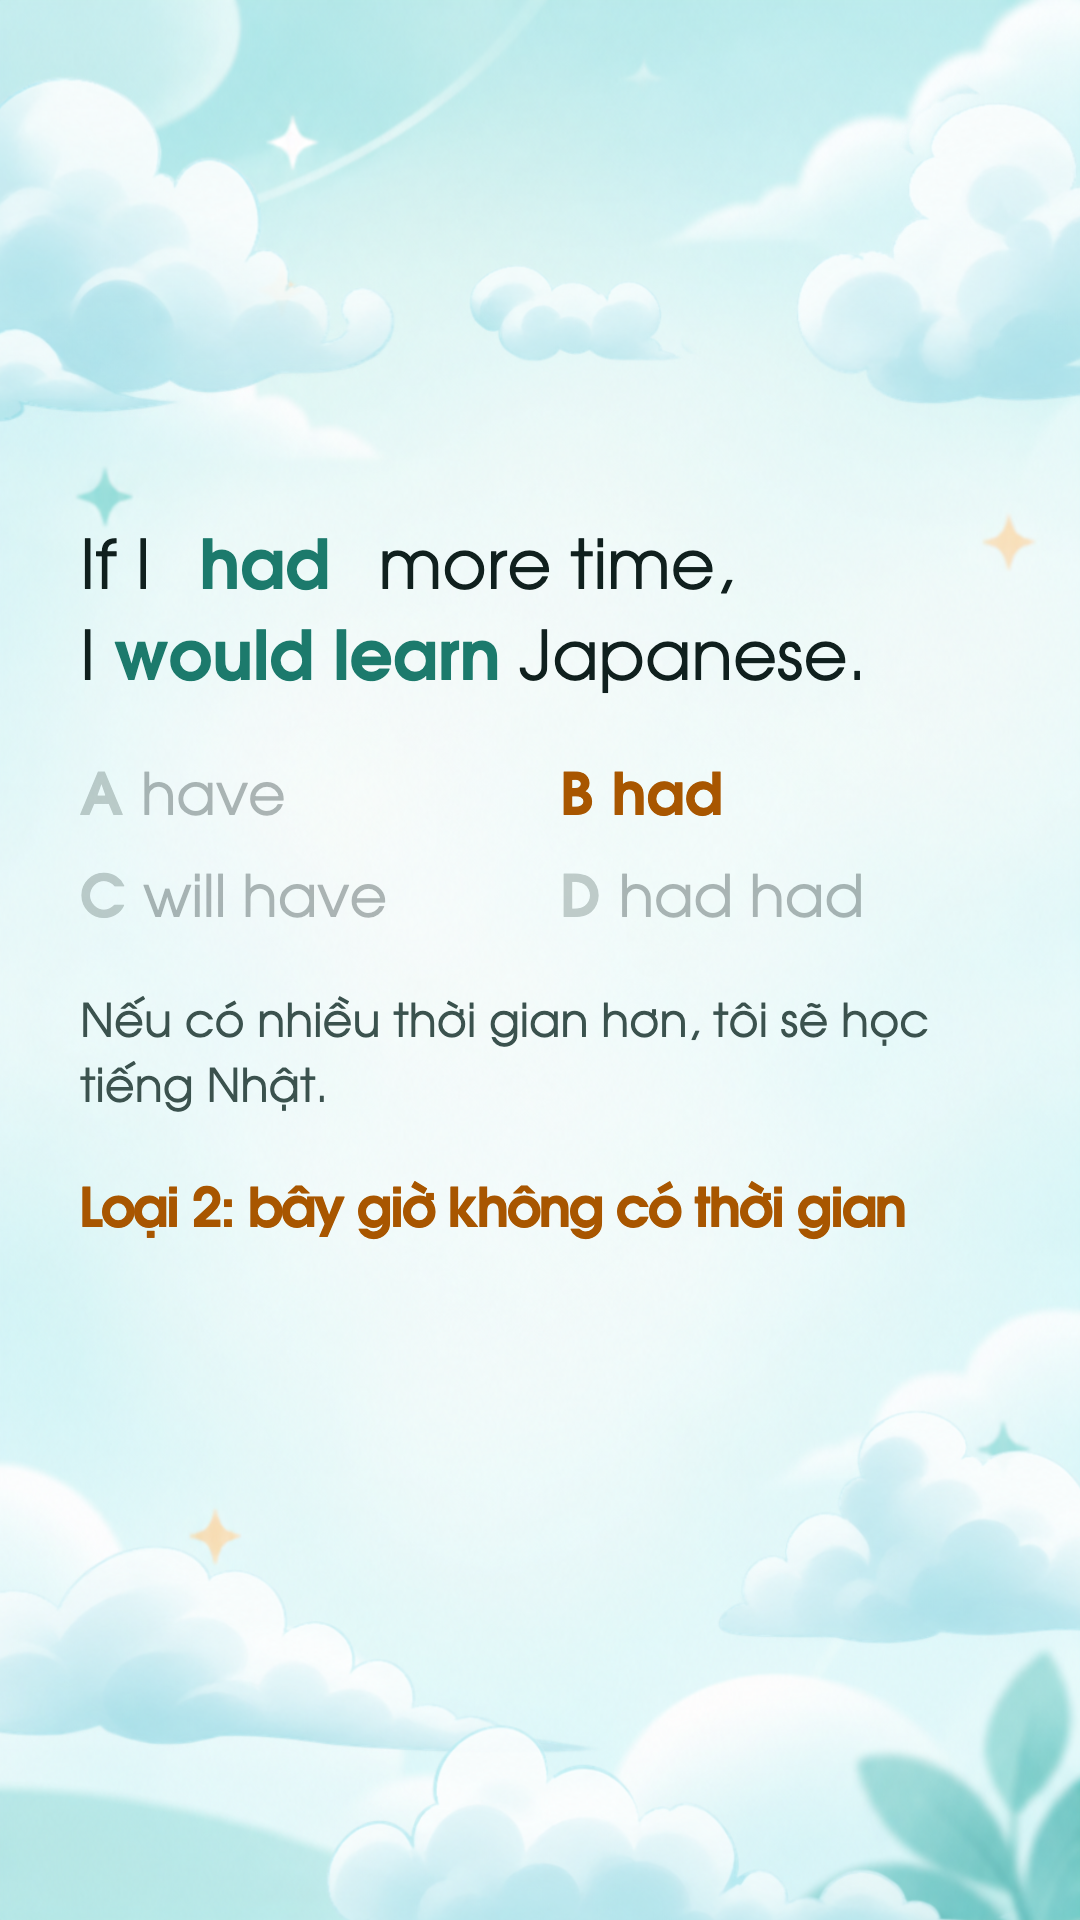 If I had more time,
I would learn Japanese.
A have B had
C will have D had had
Nếu có nhiều thời gian hơn, tôi sẽ học
tiếng Nhật.
Loại 2: bây giờ không có thời gian